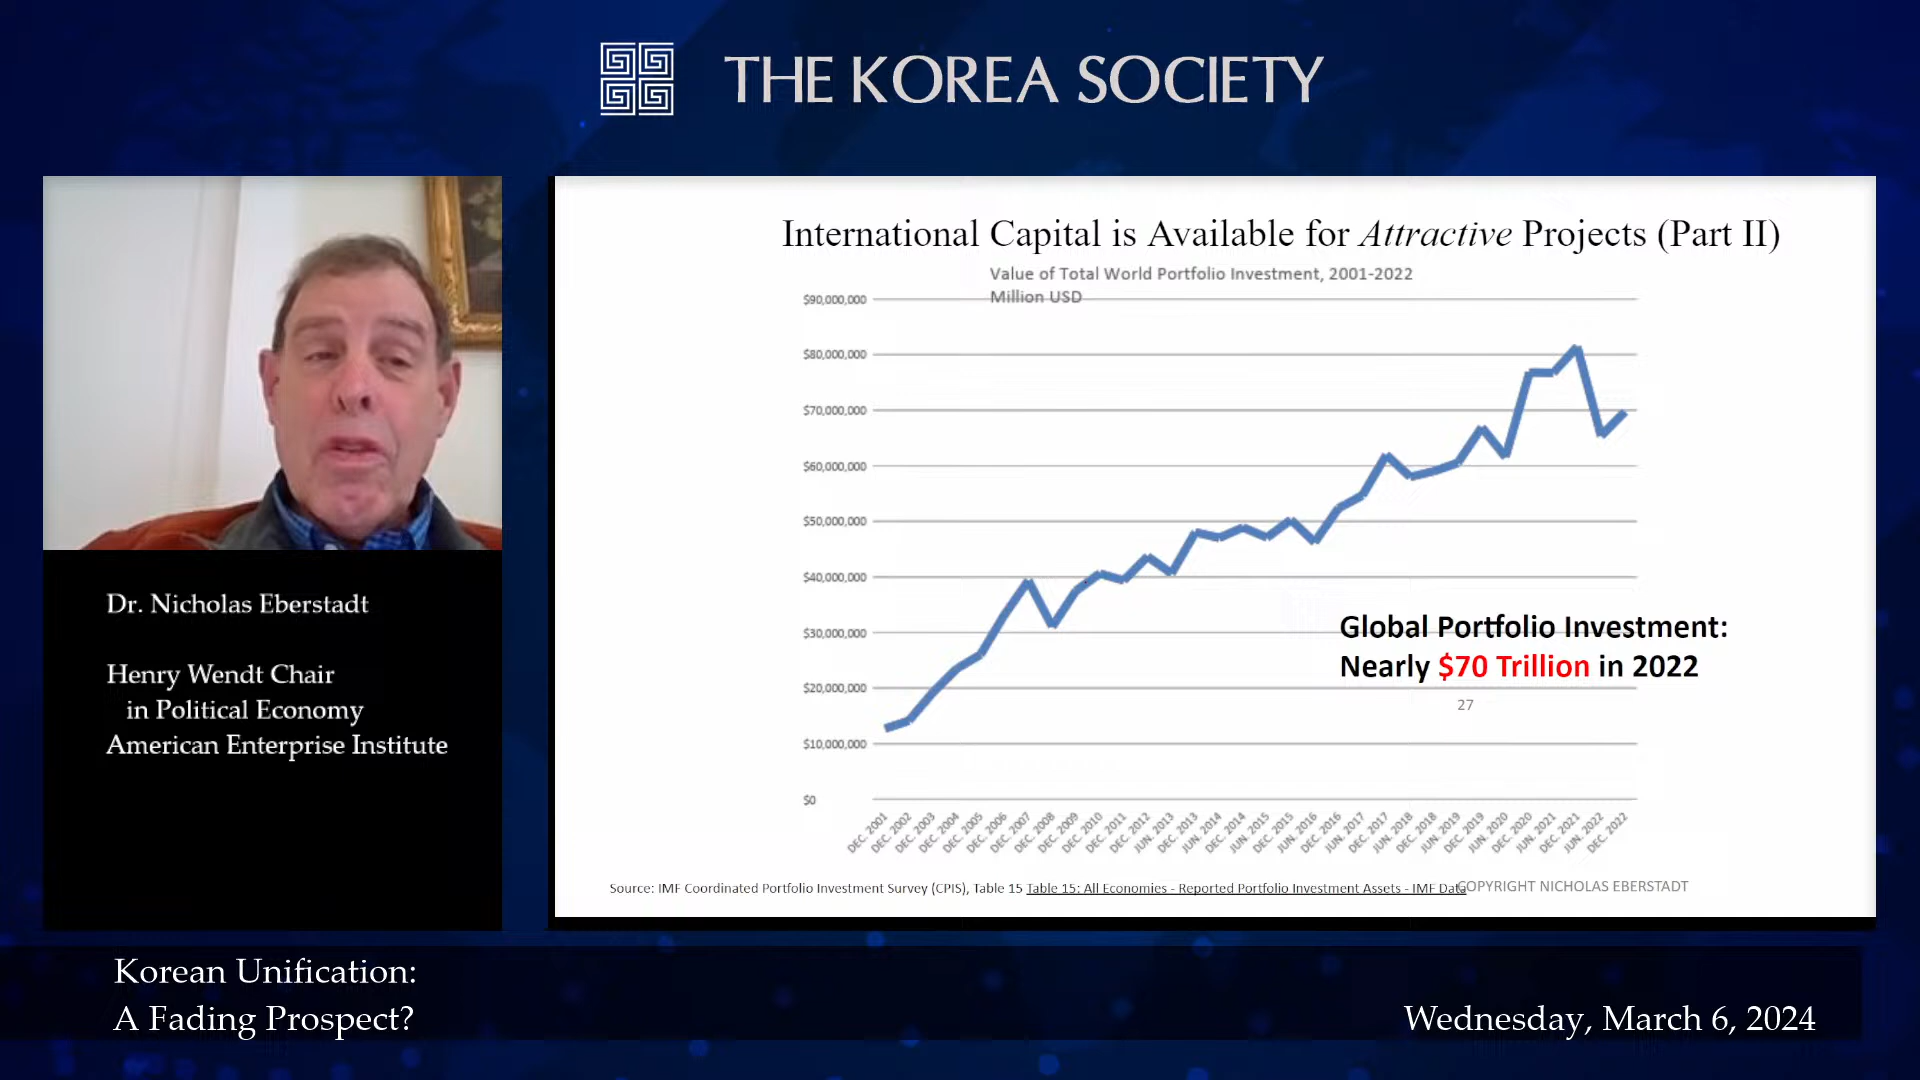 THE KOREA SOCIETY
International Capital is Available for Attractive Projects (Part II)
Value of Total World Portfolio Investment, 2001-2022
Million USD
$90,000,000
$80,000,000
$70,000,000
$60,000,000
$50,000,000
$40,000,000
$30,000,000
$20,000,000
$10,000,000
$0
DEC. 2001
DEC. 2002
DEC. 2003
DEC. 2004
DEC. 2005
DEC. 2006
DEC. 2007
DEC. 2008
DEC. 2009
DEC. 2010
DEC. 2011
DEC. 2012
JUN. 2013
DEC. 2013
JUN. 2014
DEC. 2014
JUN. 2015
DEC. 2015
JUN. 2016
DEC. 2016
JUN. 2017
DEC. 2017
JUN. 2018
DEC. 2018
JUN. 2019
DEC. 2019
JUN. 2020
DEC. 2020
JUN. 2021
DEC. 2021
JUN. 2022
DEC. 2022
Global Portfolio Investment:
Nearly $70 Trillion in 2022
27
Source: IMF Coordinated Portfolio Investment Survey (CPIS), Table 15 Table 15: All Economies - Reported Portfolio Investment Assets - IMF Data
COPYRIGHT NICHOLAS EBERSTADT
Dr. Nicholas Eberstadt
Henry Wendt Chair
in Political Economy
American Enterprise Institute
Korean Unification:
A Fading Prospect?
Wednesday, March 6, 2024